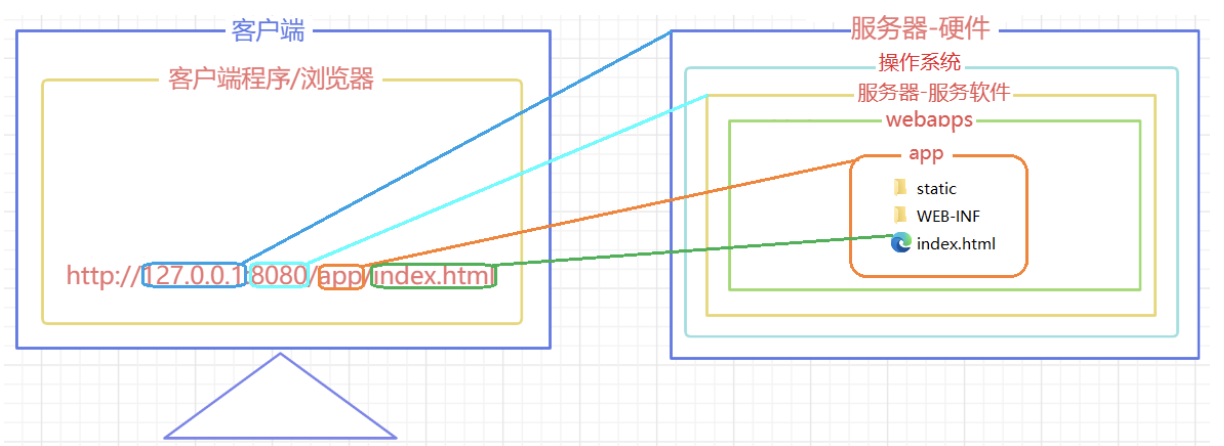 客户端
客户端程序/浏览器
http://127.0.0.1:8080/app/index.html
服务器-硬件
操作系统
服务器-服务软件
webapps
app
static
WEB-INF
index.html